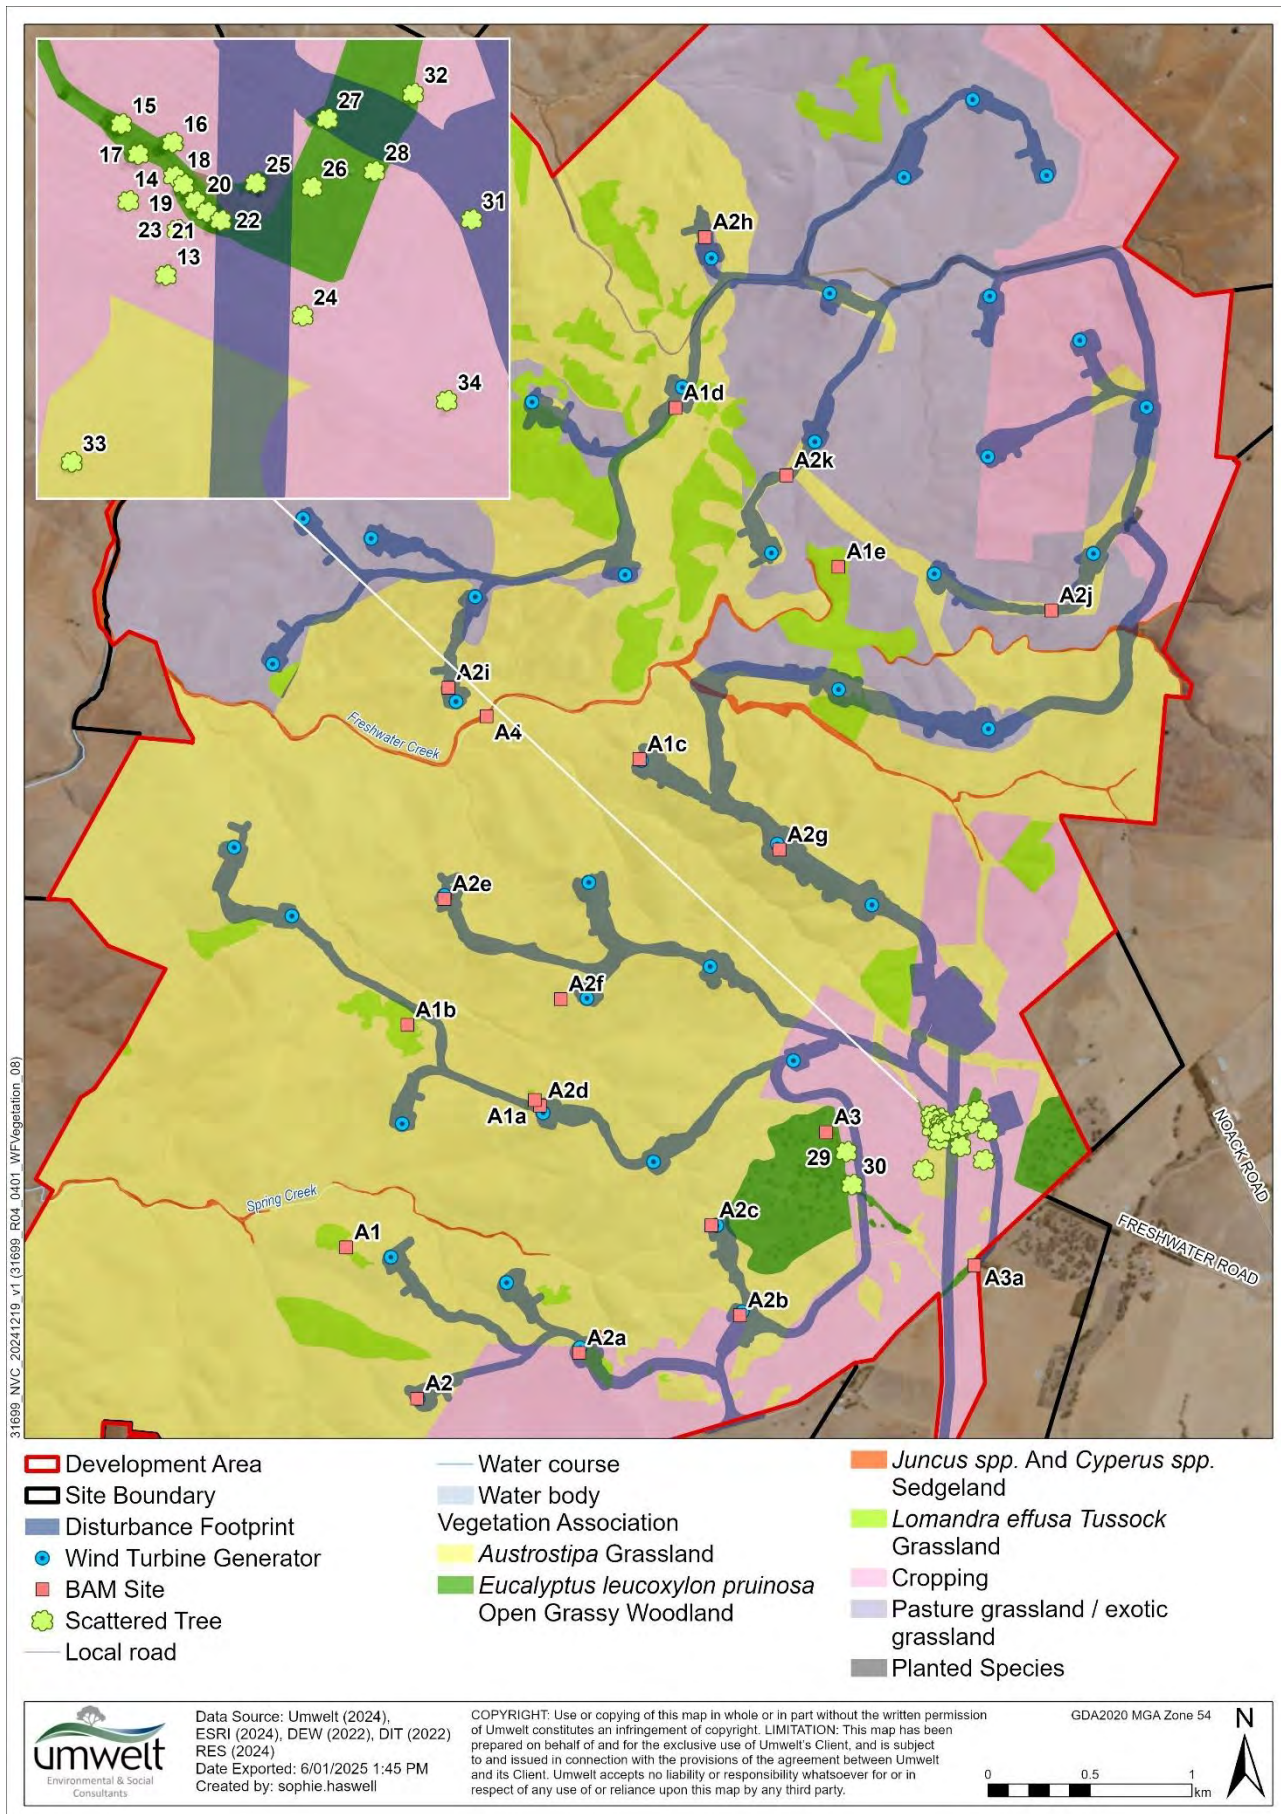 15
16
17
18
14
20
19
23
21
22
13
25
26
27
28
32
31
24
34
33
A2h
A1d
A2k
A1e
A2j
A2i
A4
Freshwater Creek
A1c
A2g
A2e
A2f
A1b
A2d
A1a
A3
29
30
Spring Creek
A1
A2c
A2b
A2a
A2
A3a
NOACK ROAD
FRESHWATER ROAD
31699_NVC_20241219_v1 (31699_R04_0401_WFVegetation_08)
Development Area
Site Boundary
Disturbance Footprint
Wind Turbine Generator
BAM Site
Scattered Tree
Local road
Water course
Water body
Vegetation Association
Austrostipa Grassland
Eucalyptus leucoxylon pruinosa
Open Grassy Woodland
Juncus spp. And Cyperus spp.
Sedgeland
Lomandra effusa Tussock
Grassland
Cropping
Pasture grassland / exotic
grassland
Planted Species
umwelt
Environmental & Social
Consultants
Data Source: Umwelt (2024),
ESRI (2024), DEW (2022), DIT (2022)
RES (2024)
Date Exported: 6/01/2025 1:45 PM
Created by: sophie.haswell
COPYRIGHT: Use or copying of this map in whole or in part without the written permission
of Umwelt constitutes an infringement of copyright. LIMITATION: This map has been
prepared on behalf of and for the exclusive use of Umwelt's Client, and is subject
to and issued in connection with the provisions of the agreement between Umwelt
and its Client. Umwelt accepts no liability or responsibility whatsoever for or in
respect of any use of or reliance upon this map by any third party.
GDA2020 MGA Zone 54
N
0 0.5 1
km